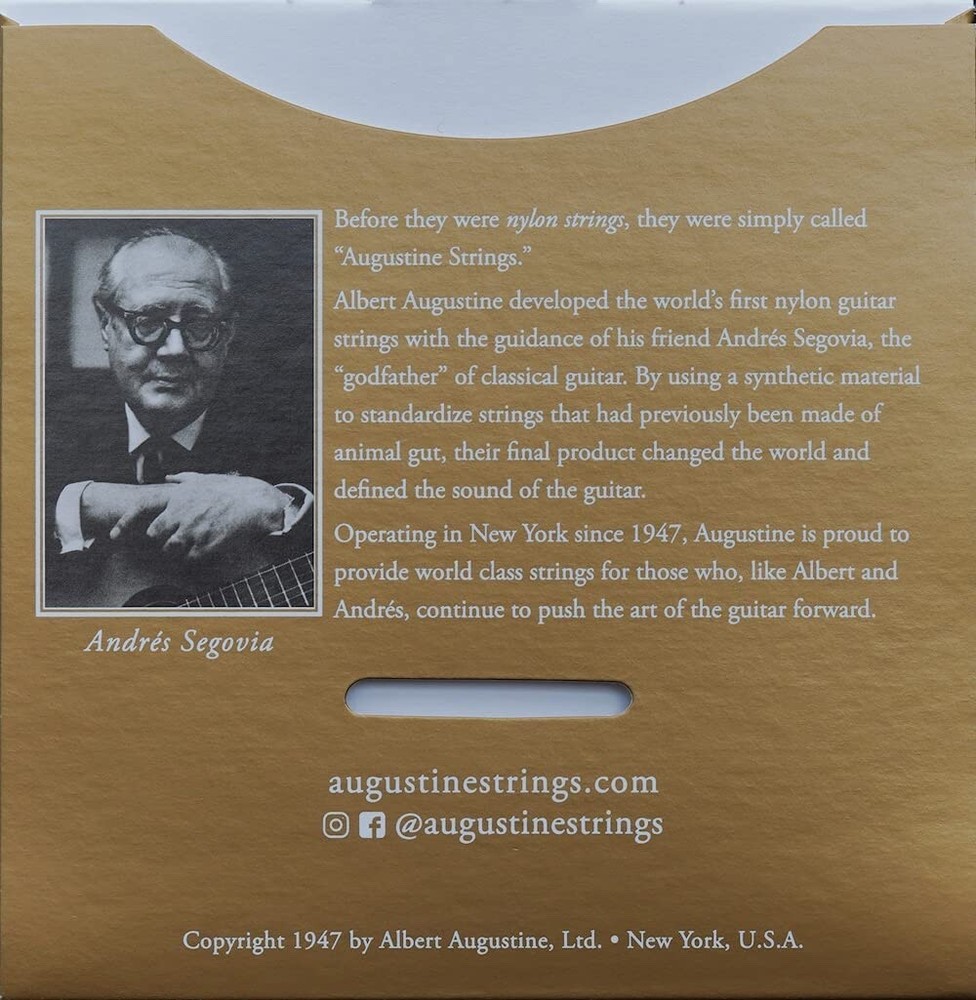 Before they were nylon strings, they were simply called
“Augustine Strings.”
Albert Augustine developed the world’s first nylon guitar
strings with the guidance of his friend Andrés Segovia, the
“godfather” of classical guitar. By using a synthetic material
to standardize strings that had previously been made of
animal gut, their final product changed the world and
defined the sound of the guitar.
Operating in New York since 1947, Augustine is proud to
provide world class strings for those who, like Albert and
Andrés, continue to push the art of the guitar forward.
Andrés Segovia
augustinestrings.com
@augustinestrings
Copyright 1947 by Albert Augustine, Ltd. • New York, U.S.A.